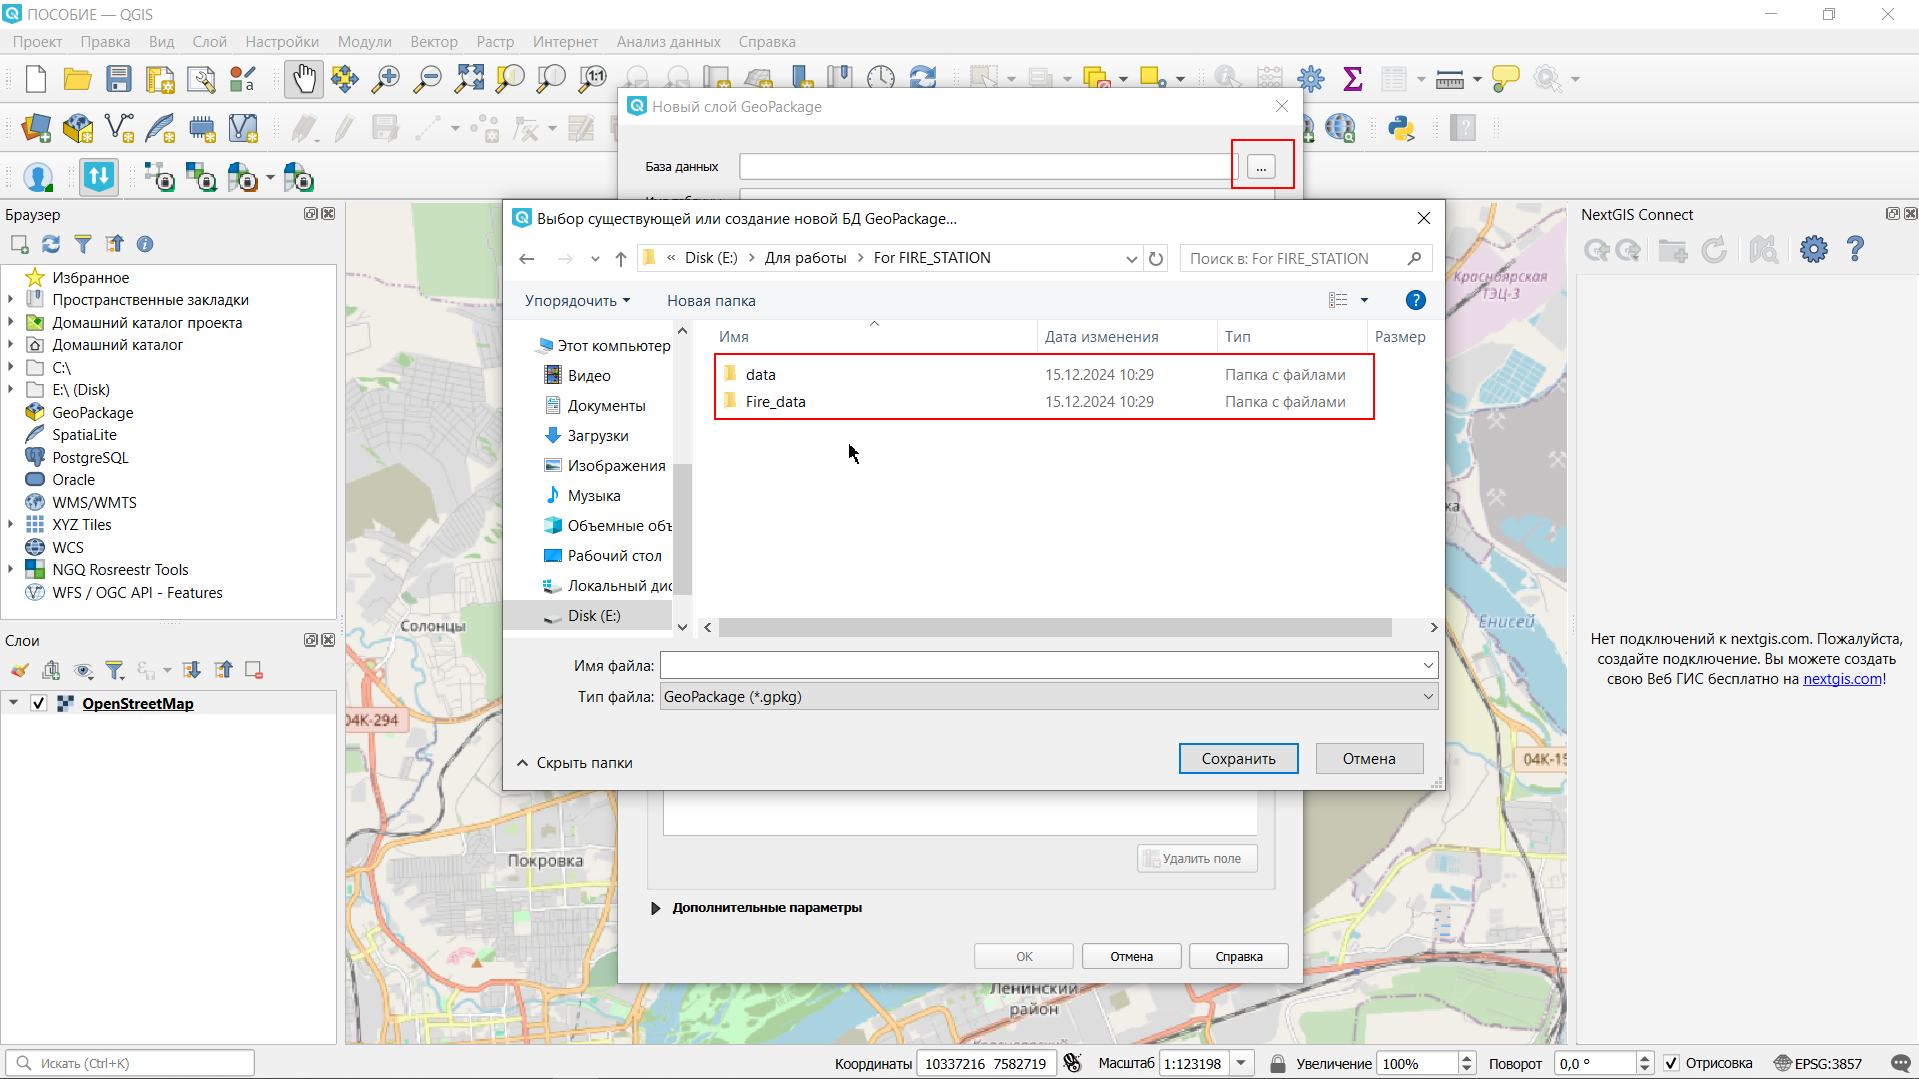 ПОСОБИЕ — QGIS
Проект Правка Вид Слой Настройки Модули Вектор Растр Интернет Анализ данных Справка
Новый слой GeoPackage
База данных
...
Браузер
Избранное
Пространственные закладки
Домашний каталог проекта
Домашний каталог
C:\
E:\ (Disk)
GeoPackage
SpatiaLite
PostgreSQL
Oracle
WMS/WMTS
XYZ Tiles
WCS
NGQ Rosreestr Tools
WFS / OGC API - Features
Слои
OpenStreetMap
Выбор существующей или создание новой БД GeoPackage...
« Disk (E:) > Для работы > For FIRE_STATION
Поиск в: For FIRE_STATION
Упорядочить
Новая папка
Этот компьютер
Видео
Документы
Загрузки
Изображения
Музыка
Объемные объ
Рабочий стол
Локальный дис
Disk (E:)
Имя Дата изменения Тип Размер
data 15.12.2024 10:29 Папка с файлами
Fire_data 15.12.2024 10:29 Папка с файлами
Имя файла:
Тип файла: GeoPackage (*.gpkg)
Скрыть папки
Сохранить
Отмена
Удалить поле
Дополнительные параметры
OK
Отмена
Справка
NextGIS Connect
Нет подключений к nextgis.com. Пожалуйста,
создайте подключение. Вы можете создать
свою Веб ГИС бесплатно на nextgis.com!
Красноярская
ТЭЦ-3
Енисей
04К-15
Солонцы
04К-294
Покровка
Ленинский
район
Искать (Ctrl+K)
Координаты 10337216 7582719 Масштаб 1:123198 Увеличение 100% Поворот 0,0 ° Отрисовка EPSG:3857